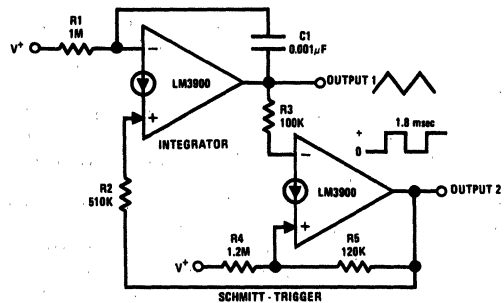 R1
1M
V+
C1
0.001µF
−
LM3900
+
OUTPUT 1
INTEGRATOR
R3
100K
1.8 msec
+
0
R2
510K
−
LM3900
+
OUTPUT 2
R4
1.2M
V+
R5
120K
SCHMITT - TRIGGER